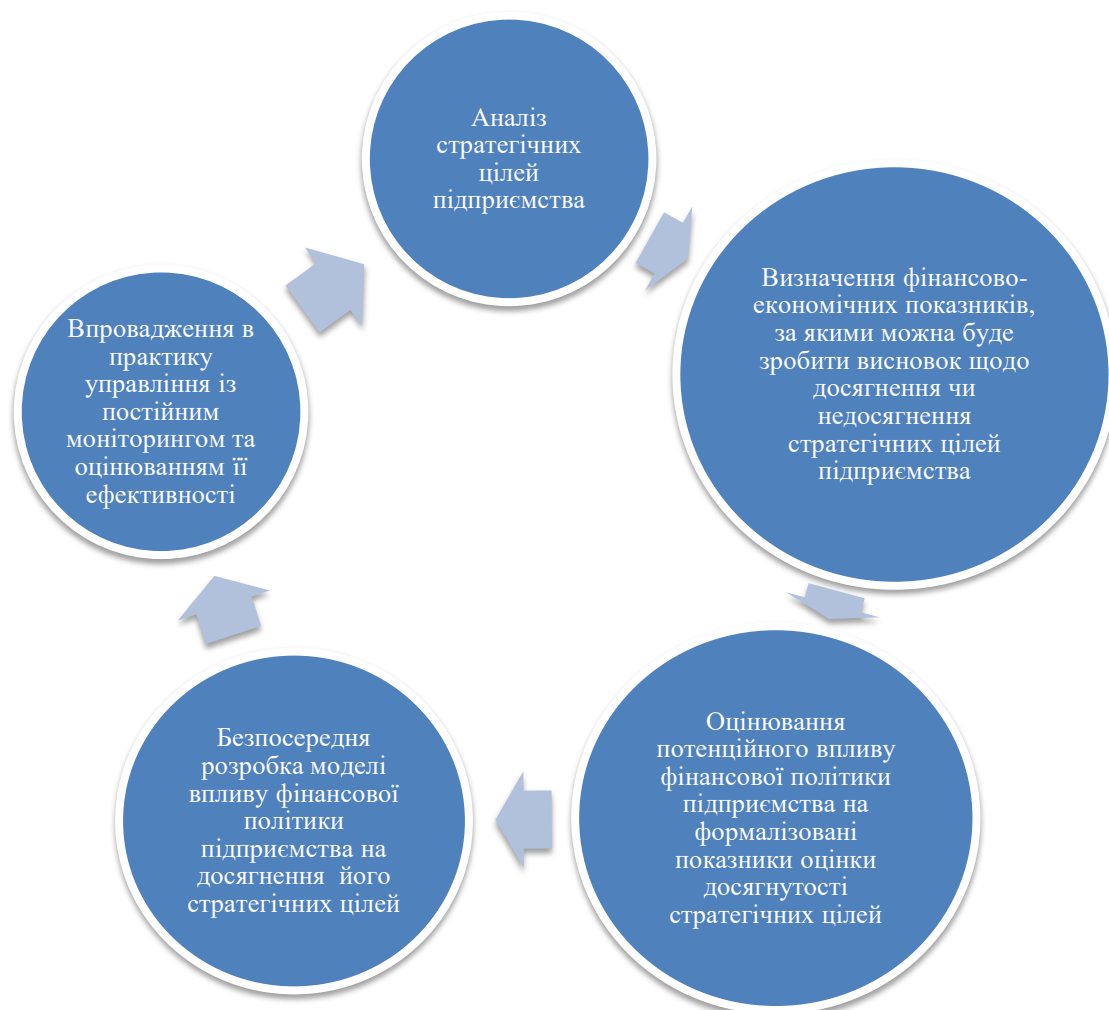 Аналіз
стратегічних
цілей
підприємства
Визначення фінансово-
економічних показників,
за якими можна буде
зробити висновок щодо
досягнення чи
недосягнення
стратегічних цілей
підприємства
Оцінювання
потенційного впливу
фінансової політики
підприємства на
формалізовані
показники оцінки
досягнутості
стратегічних цілей
Безпосередня
розробка моделі
впливу фінансової
політики
підприємства на
досягнення  його
стратегічних цілей
Впровадження в
практику
управління із
постійним
моніторингом та
оцінюванням її
ефективності